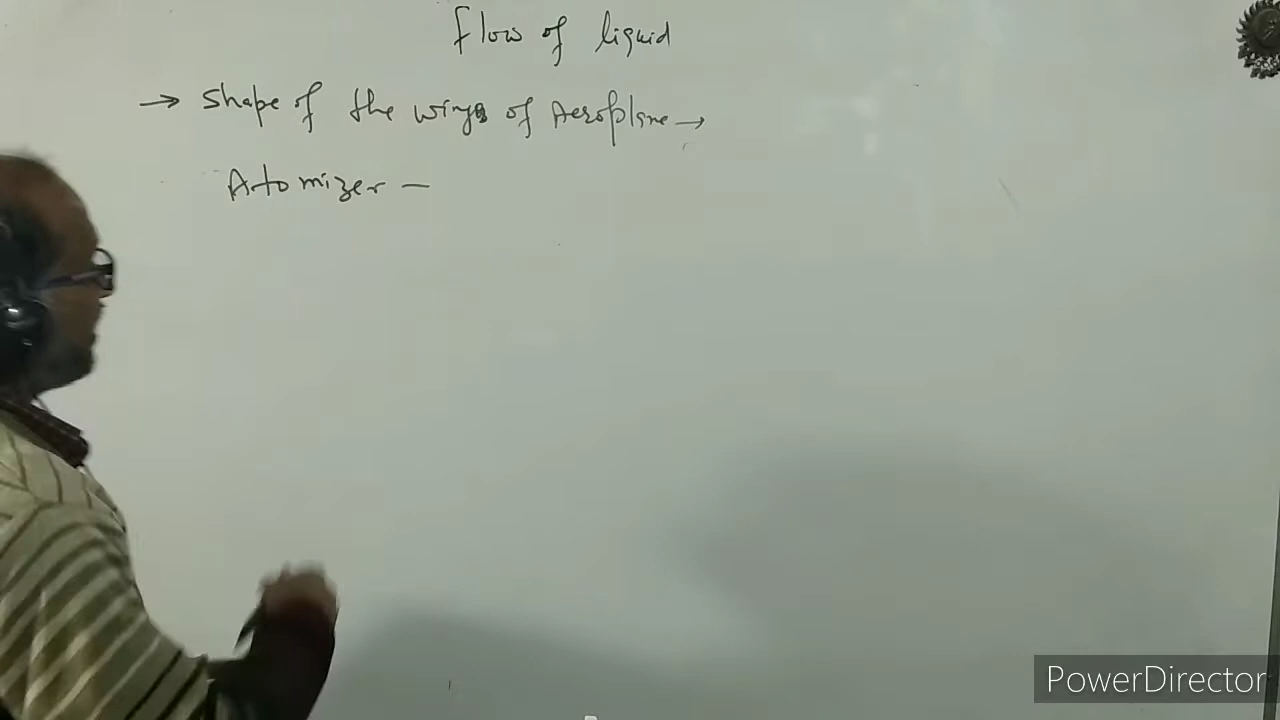 Flow of liquid
→ Shape of the wings of Aeroplane →
Atomizer —
PowerDirector